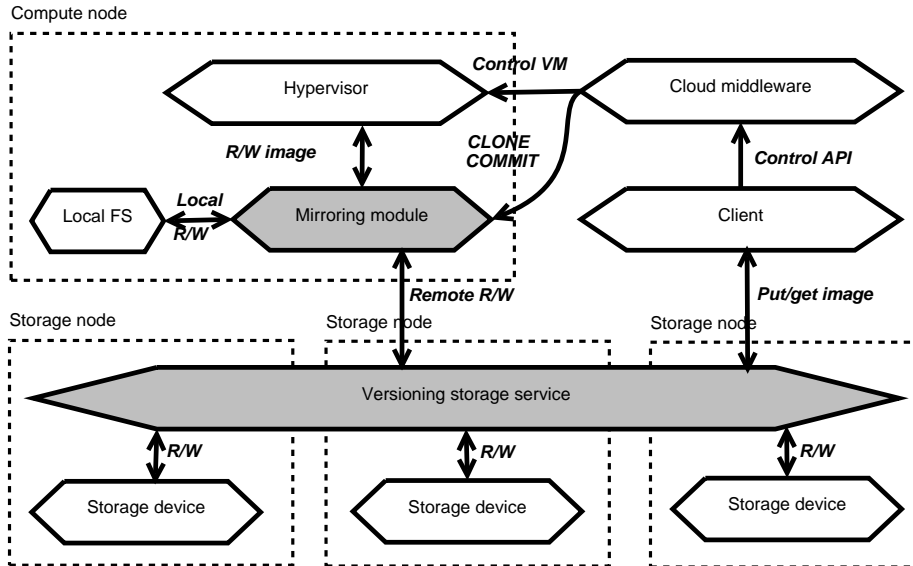 Compute node
Control VM
Hypervisor
Cloud middleware
CLONE
COMMIT
R/W image
Control API
Local
R/W
Local FS
Mirroring module
Client
Remote R/W
Put/get image
Storage node
Storage node
Storage node
Versioning storage service
R/W
R/W
R/W
Storage device
Storage device
Storage device